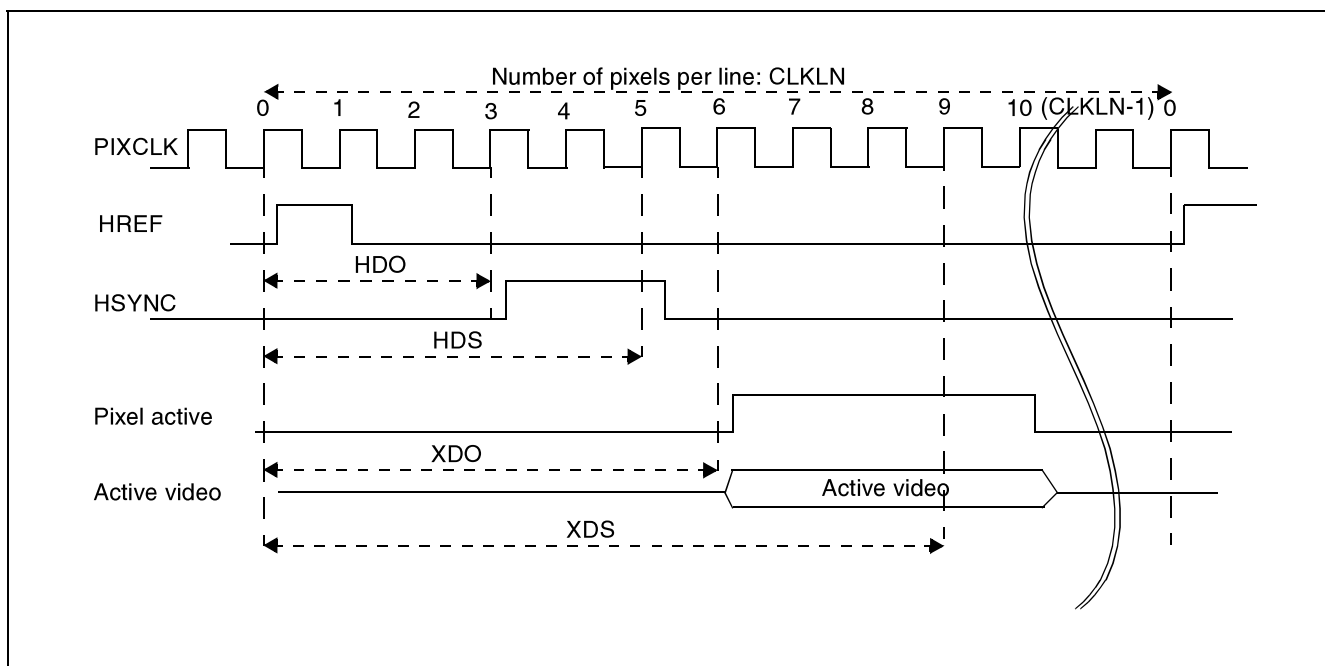 Number of pixels per line: CLKLN
0 1 2 3 4 5 6 7 8 9 10 (CLKLN-1) 0
PIXCLK
HREF
HDO
HSYNC
HDS
Pixel active
XDO
Active video
Active video
XDS